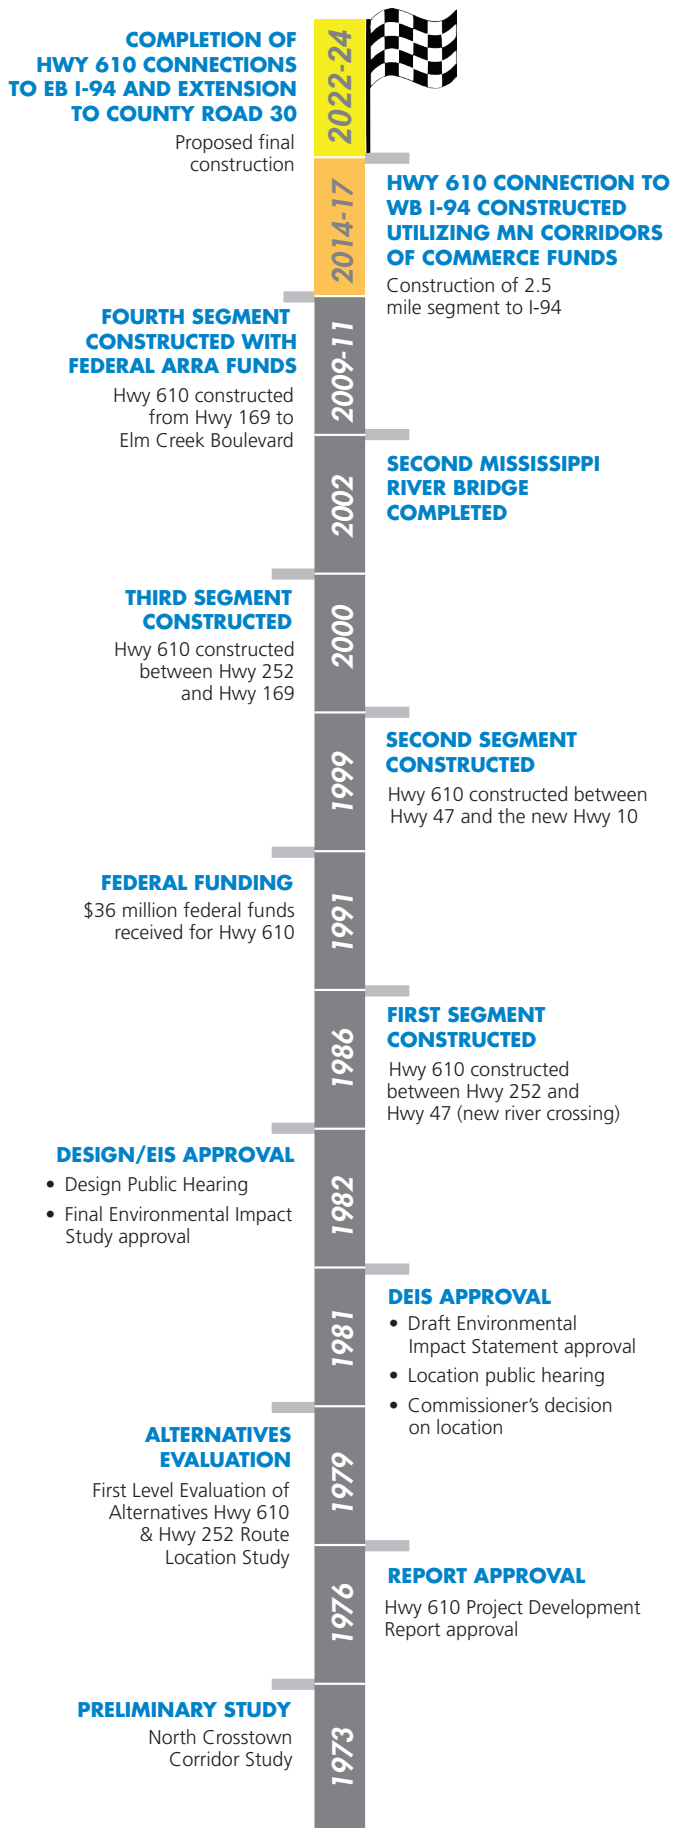 COMPLETION OF
HWY 610 CONNECTIONS
TO EB I-94 AND EXTENSION
TO COUNTY ROAD 30
Proposed final
construction
2022-24
HWY 610 CONNECTION TO
WB I-94 CONSTRUCTED
UTILIZING MN CORRIDORS
OF COMMERCE FUNDS
Construction of 2.5
mile segment to I-94
2014-17
FOURTH SEGMENT
CONSTRUCTED WITH
FEDERAL ARRA FUNDS
Hwy 610 constructed
from Hwy 169 to
Elm Creek Boulevard
2009-11
SECOND MISSISSIPPI
RIVER BRIDGE
COMPLETED
2002
THIRD SEGMENT
CONSTRUCTED
Hwy 610 constructed
between Hwy 252
and Hwy 169
2000
SECOND SEGMENT
CONSTRUCTED
Hwy 610 constructed between
Hwy 47 and the new Hwy 10
1999
FEDERAL FUNDING
$36 million federal funds
received for Hwy 610
1991
FIRST SEGMENT
CONSTRUCTED
Hwy 610 constructed
between Hwy 252 and
Hwy 47 (new river crossing)
1986
DESIGN/EIS APPROVAL
• Design Public Hearing
• Final Environmental Impact
Study approval
1982
DEIS APPROVAL
• Draft Environmental
Impact Statement approval
• Location public hearing
• Commissioner's decision
on location
1981
ALTERNATIVES
EVALUATION
First Level Evaluation of
Alternatives Hwy 610
& Hwy 252 Route
Location Study
1979
REPORT APPROVAL
Hwy 610 Project Development
Report approval
1976
PRELIMINARY STUDY
North Crosstown
Corridor Study
1973